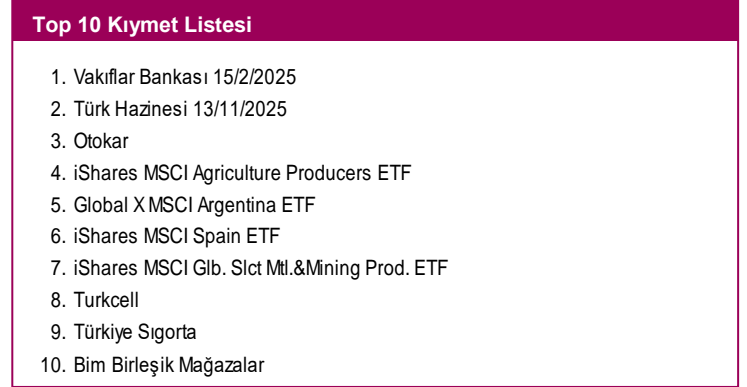 Top 10 Kıymet Listesi
1. Vakıflar Bankası 15/2/2025
2. Türk Hazinesi 13/11/2025
3. Otokar
4. iShares MSCI Agriculture Producers ETF
5. Global X MSCI Argentina ETF
6. iShares MSCI Spain ETF
7. iShares MSCI Glb. Slct Mtl.&Mining Prod. ETF
8. Turkcell
9. Türkiye Sıgorta
10. Bim Birleşik Mağazalar